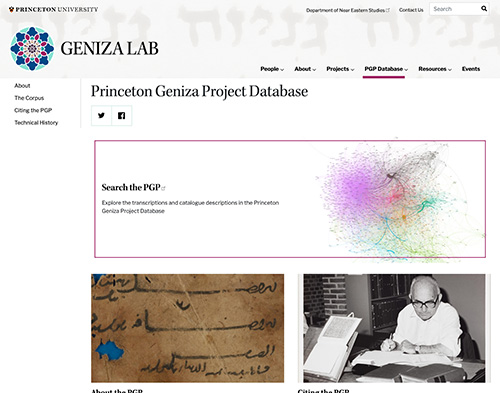 PRINCETON UNIVERSITY
Department of Near Eastern Studies
Contact Us
Search
GENIZA LAB
People
About
Projects
PGP Database
Resources
Events
About
The Corpus
Citing the PGP
Technical History
Princeton Geniza Project Database
Search the PGP
Explore the transcriptions and catalogue descriptions in the Princeton
Geniza Project Database
About the PGP
Citing the PGP